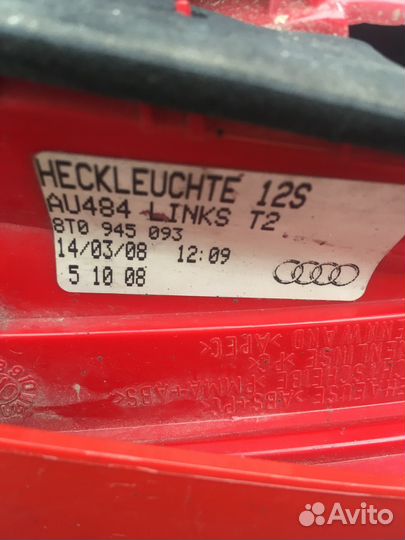 HECKLEUCHTE 12S
AU484 LINKS T2
8T0 945 093
14/03/08 12:09
5 10 08
Avito